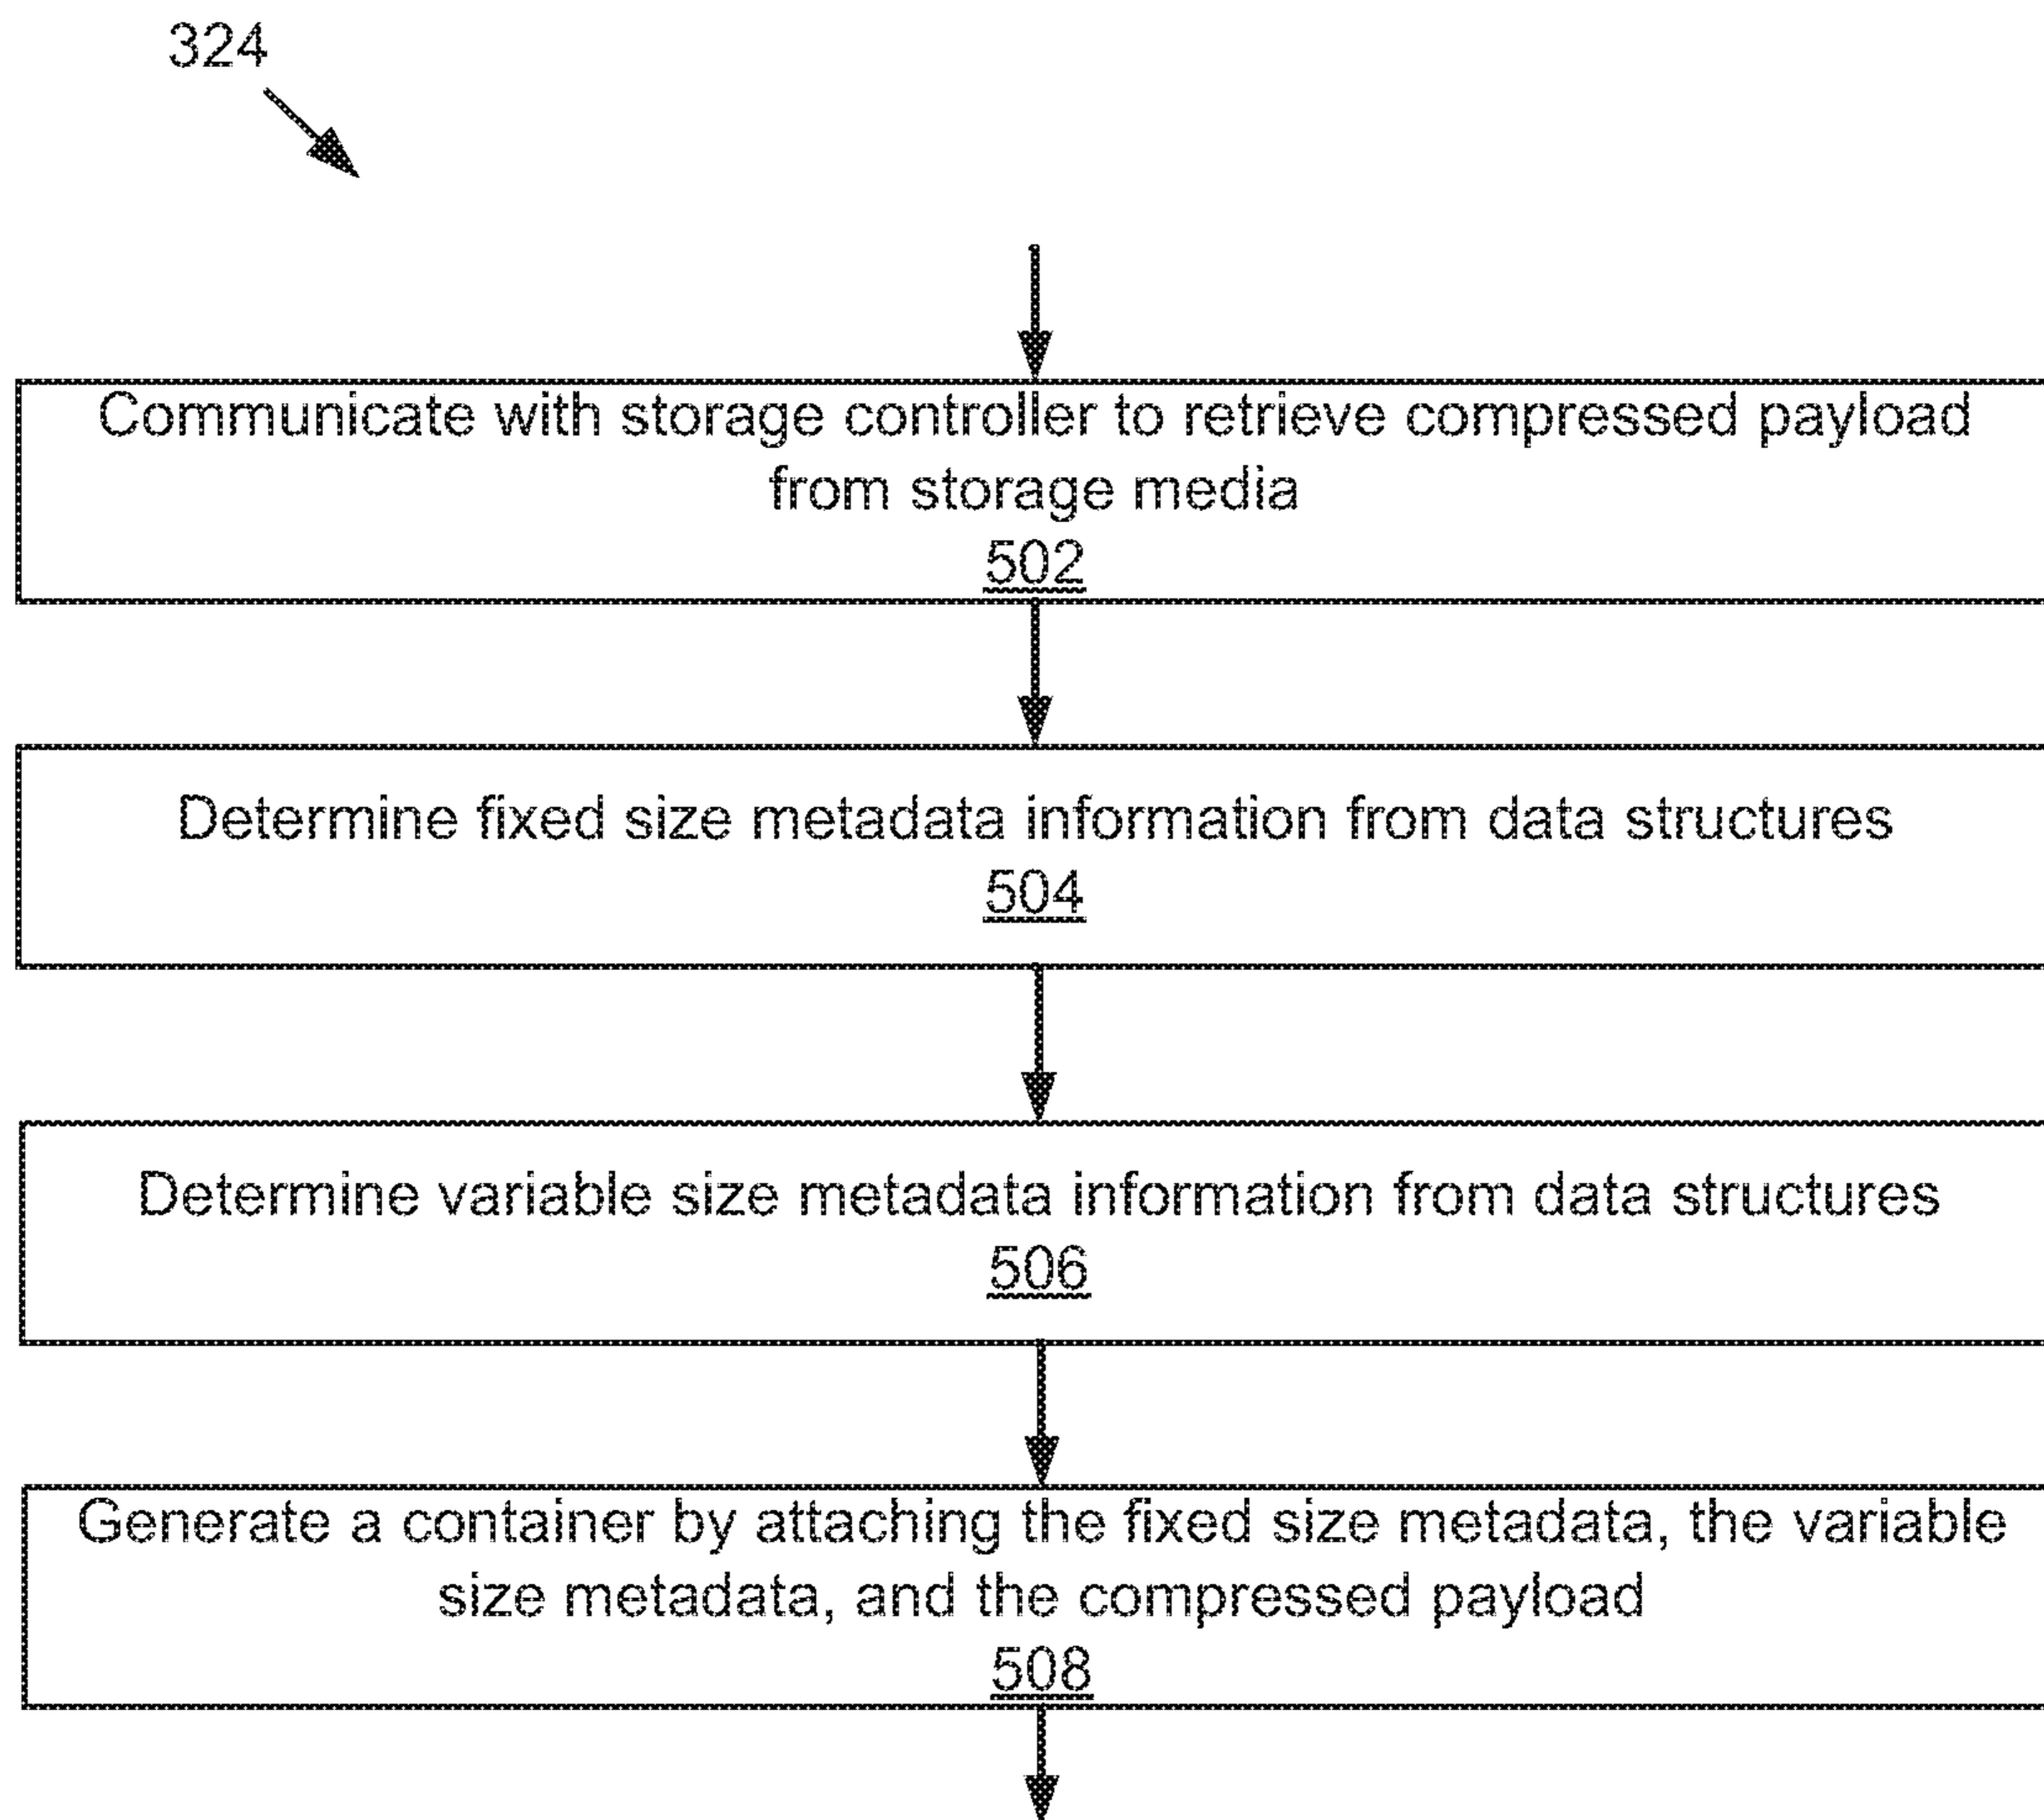 324
Communicate with storage controller to retrieve compressed payload
from storage media
502
Determine fixed size metadata information from data structures
504
Determine variable size metadata information from data structures
506
Generate a container by attaching the fixed size metadata, the variable
size metadata, and the compressed payload
508